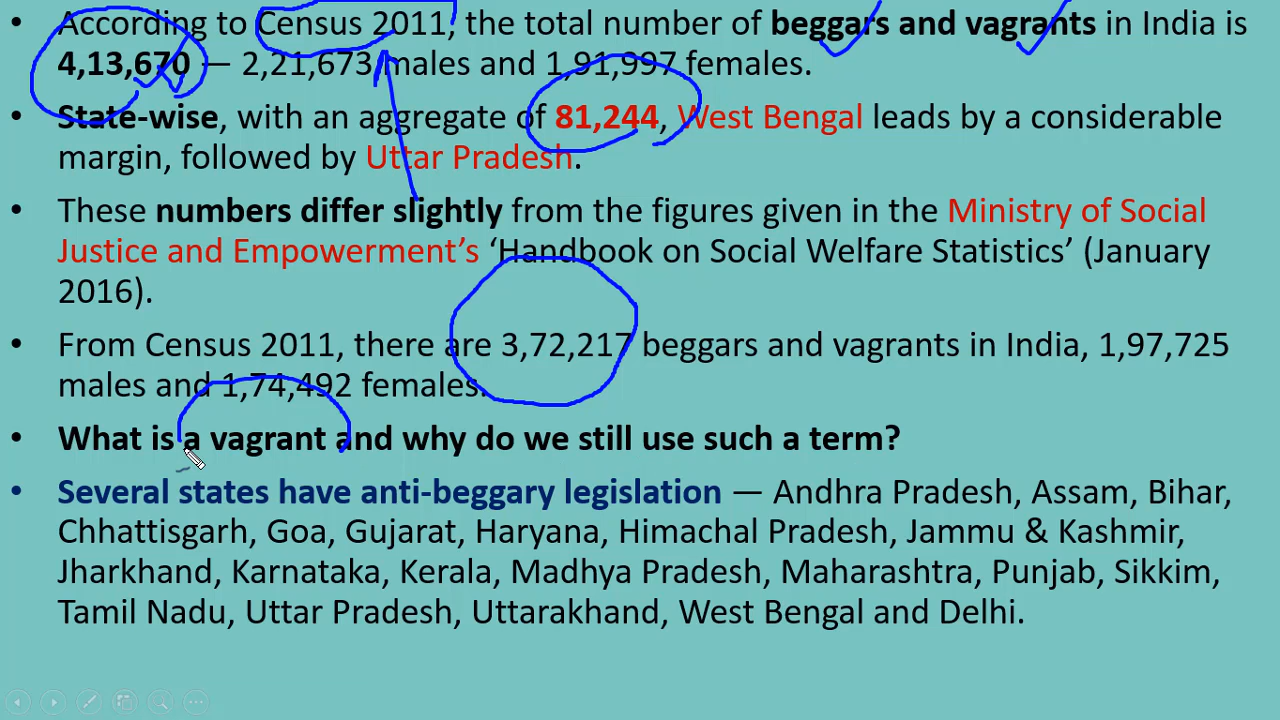 • According to Census 2011, the total number of beggars and vagrants in India is
4,13,670 — 2,21,673 males and 1,91,997 females.
• State-wise, with an aggregate of 81,244, West Bengal leads by a considerable
margin, followed by Uttar Pradesh.
• These numbers differ slightly from the figures given in the Ministry of Social
Justice and Empowerment’s ‘Handbook on Social Welfare Statistics’ (January
2016).
• From Census 2011, there are 3,72,217 beggars and vagrants in India, 1,97,725
males and 1,74,492 females.
• What is a vagrant and why do we still use such a term?
• Several states have anti-beggary legislation — Andhra Pradesh, Assam, Bihar,
Chhattisgarh, Goa, Gujarat, Haryana, Himachal Pradesh, Jammu & Kashmir,
Jharkhand, Karnataka, Kerala, Madhya Pradesh, Maharashtra, Punjab, Sikkim,
Tamil Nadu, Uttar Pradesh, Uttarakhand, West Bengal and Delhi.